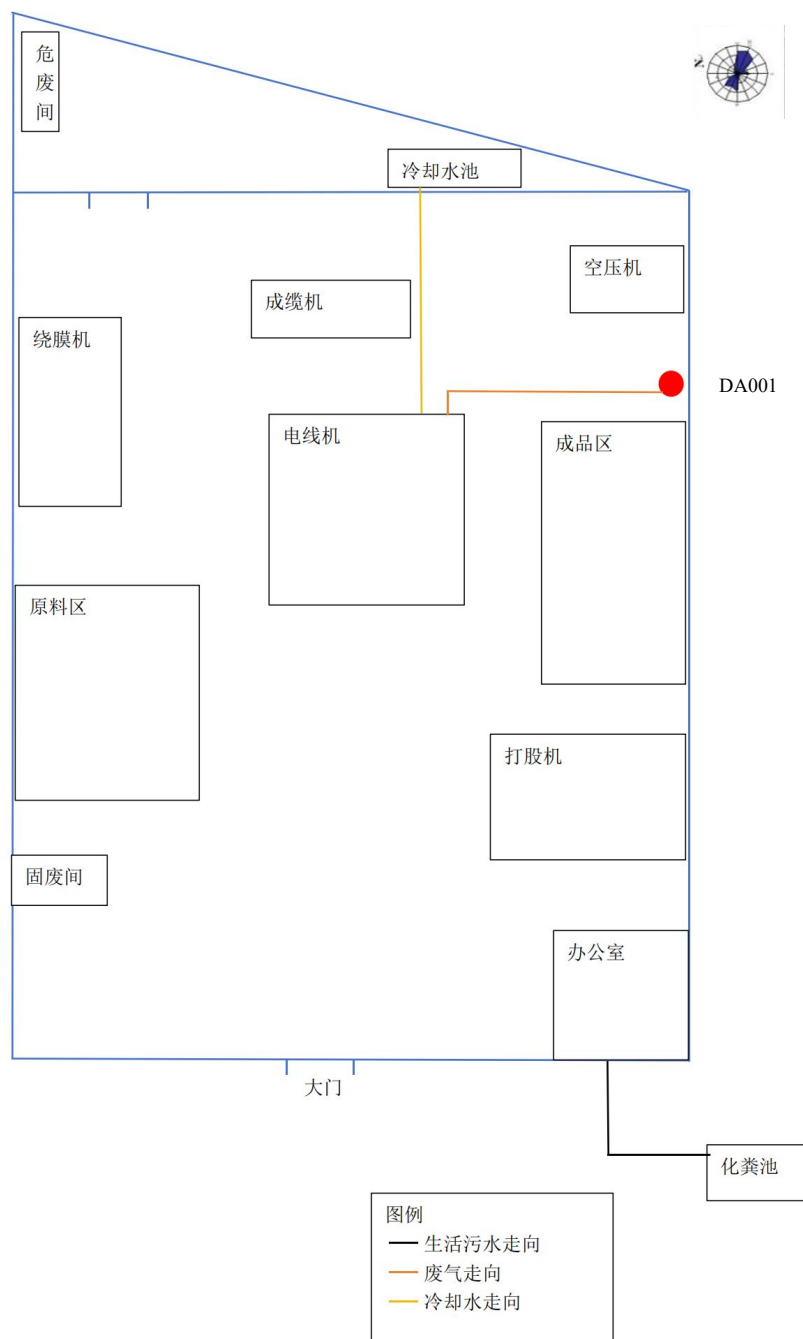 危废间
N
冷却水池
空压机
成缆机
绕膜机
DA001
电线机
成品区
原料区
打股机
固废间
办公室
大门
化粪池
图例
生活污水走向
废气走向
冷却水走向